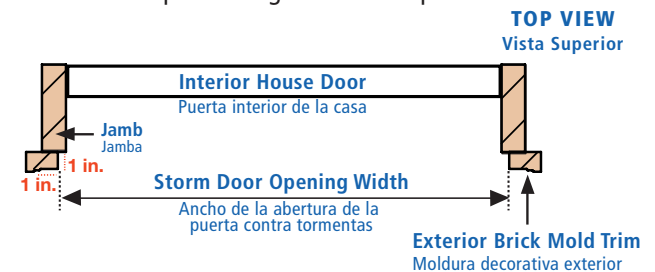 TOP VIEW
Vista Superior
Interior House Door
Puerta interior de la casa
Jamb
Jamba
1 in.
1 in.
Storm Door Opening Width
Ancho de la abertura de la
puerta contra tormentas
Exterior Brick Mold Trim
Moldura decorativa exterior